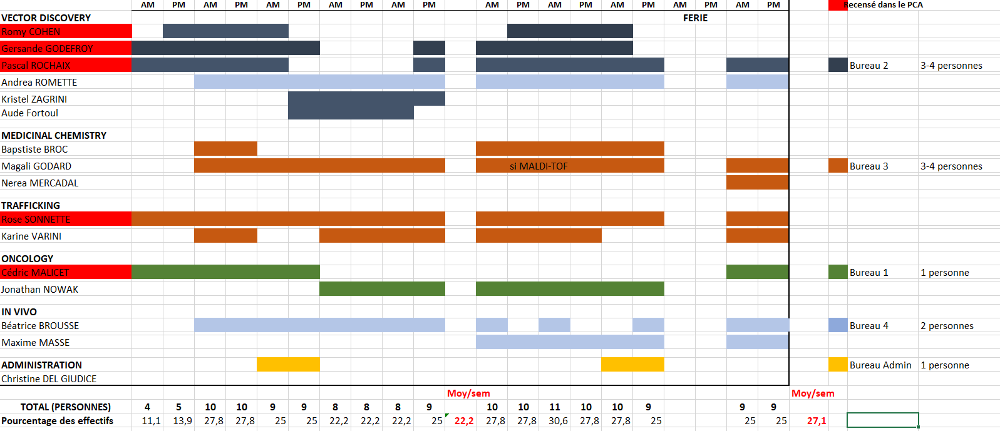 AM PM AM PM AM PM AM PM AM PM AM PM AM PM AM PM AM PM AM PM Recensé dans le PCA
VECTOR DISCOVERY FERIE
Romy COHEN
Gersande GODEFROY
Pascal ROCHAIX Bureau 2 3-4 personnes
Andrea ROMETTE
Kristel ZAGRINI
Aude Fortoul
MEDICINAL CHEMISTRY
Bapstiste BROC
Magali GODARD si MALDI-TOF Bureau 3 3-4 personnes
Nerea MERCADAL
TRAFFICKING
Rose SONNETTE
Karine VARINI
ONCOLOGY
Cédric MALICET Bureau 1 1 personne
Jonathan NOWAK
IN VIVO
Béatrice BROUSSE Bureau 4 2 personnes
Maxime MASSE
ADMINISTRATION Bureau Admin 1 personne
Christine DEL GIUDICE
Moy/sem Moy/sem
TOTAL (PERSONNES) 4 5 10 10 9 9 8 8 8 9 10 10 11 10 10 9 9 9
Pourcentage des effectifs 11,1 13,9 27,8 27,8 25 25 22,2 22,2 22,2 25 22,2 27,8 27,8 30,6 27,8 27,8 25 25 25 27,1